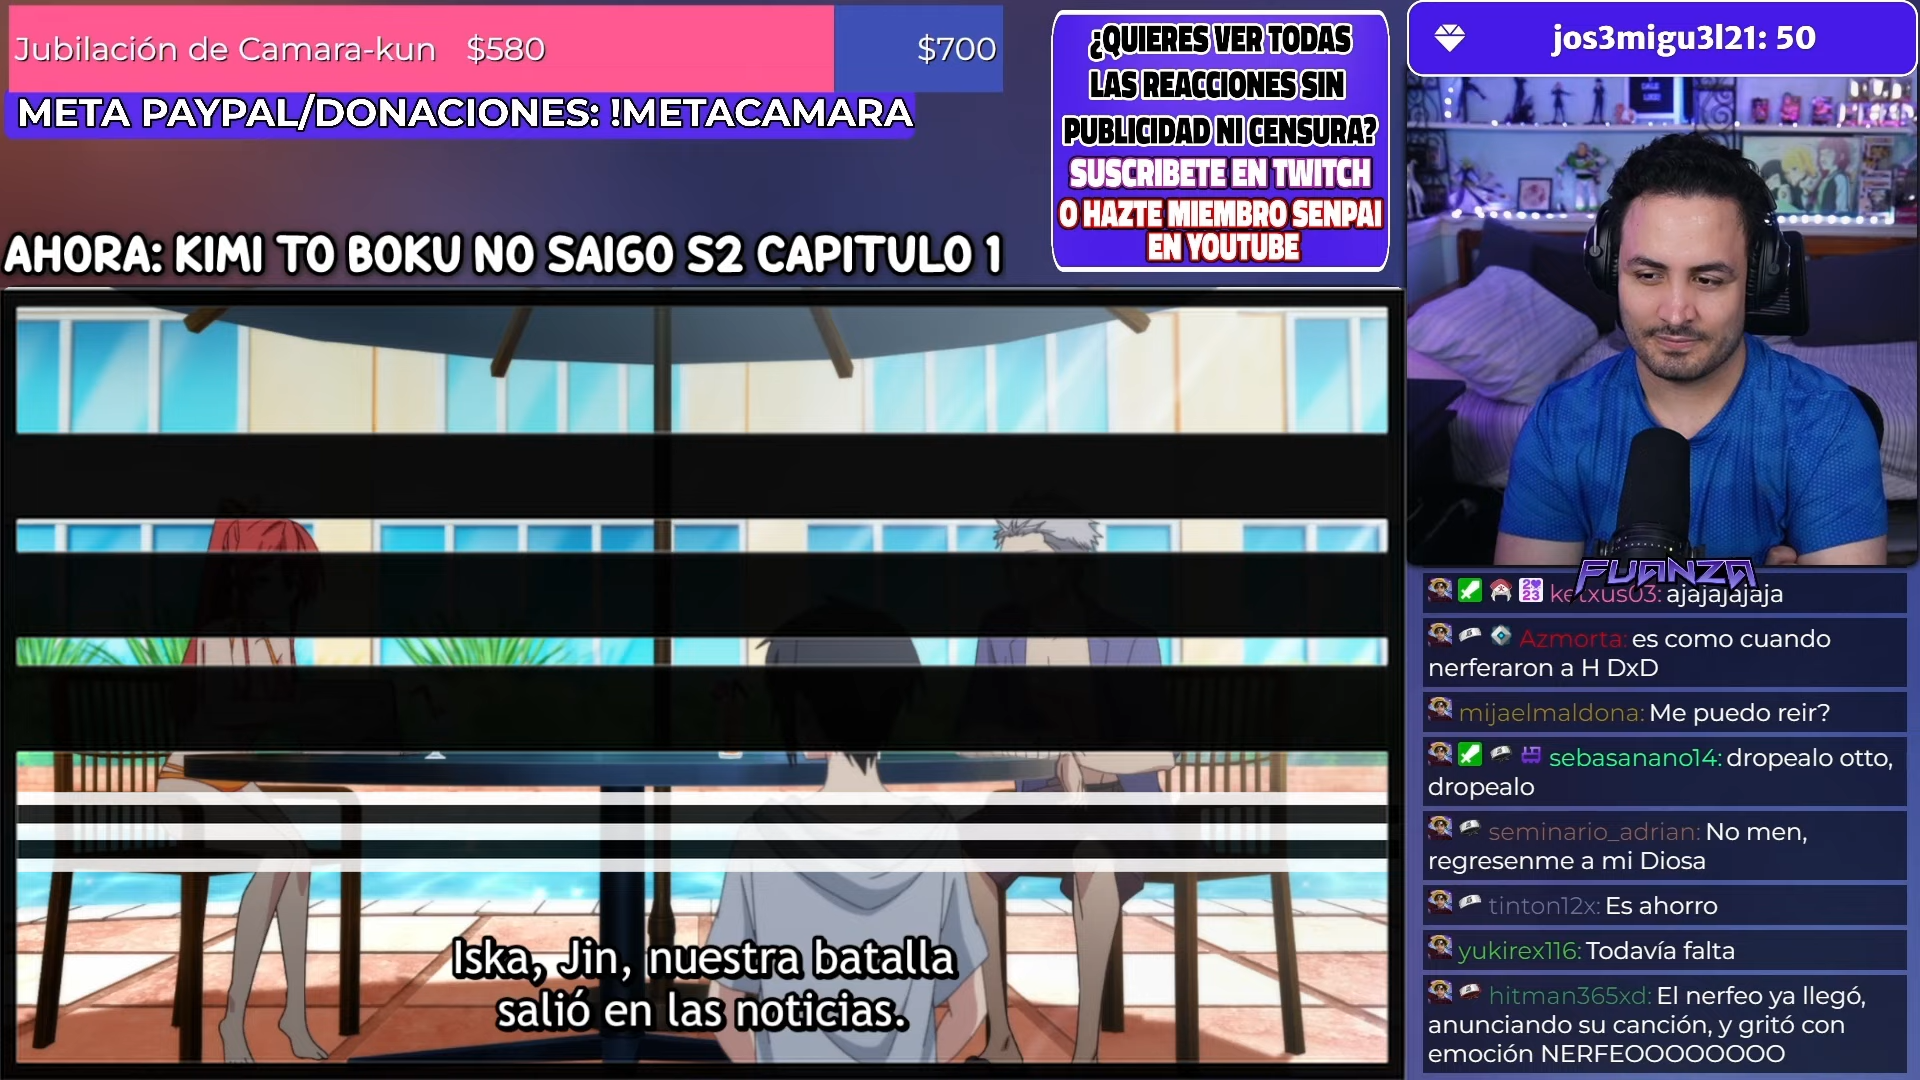 Jubilación de Camara-kun $580 $700
META PAYPAL/DONACIONES: !METACAMARA
¿QUIERES VER TODAS
LAS REACCIONES SIN
PUBLICIDAD NI CENSURA?
SUSCRIBETE EN TWITCH
O HAZTE MIEMBRO SENPAI
EN YOUTUBE
jos3migu3l21: 50
AHORA: KIMI TO BOKU NO SAIGO S2 CAPITULO 1
Iska, Jin, nuestra batalla
salió en las noticias.
FUANZA
ketxus03: ajajajajaja
Azmorta: es como cuando
nerferaron a H DxD
mijaelmaldona: Me puedo reir?
sebasanano14: dropealo otto,
dropealo
seminario_adrian: No men,
regresenme a mi Diosa
tinton12x: Es ahorro
yukirex116: Todavía falta
hitman365xd: El nerfeo ya llegó,
anunciando su canción, y gritó con
emoción NERFEOOOOOOOO